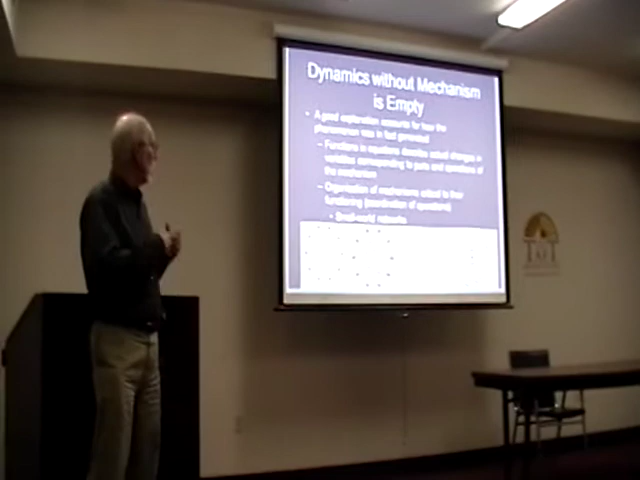 Dynamics without Mechanism
is Empty
• A good explanation accounts for how the
phenomenon was in fact generated
– Functions in equations describe actual changes in
variables corresponding to parts and operations of
the mechanism
– Organization of mechanisms critical to their
functioning (coordination of operations)
• Small-world networks